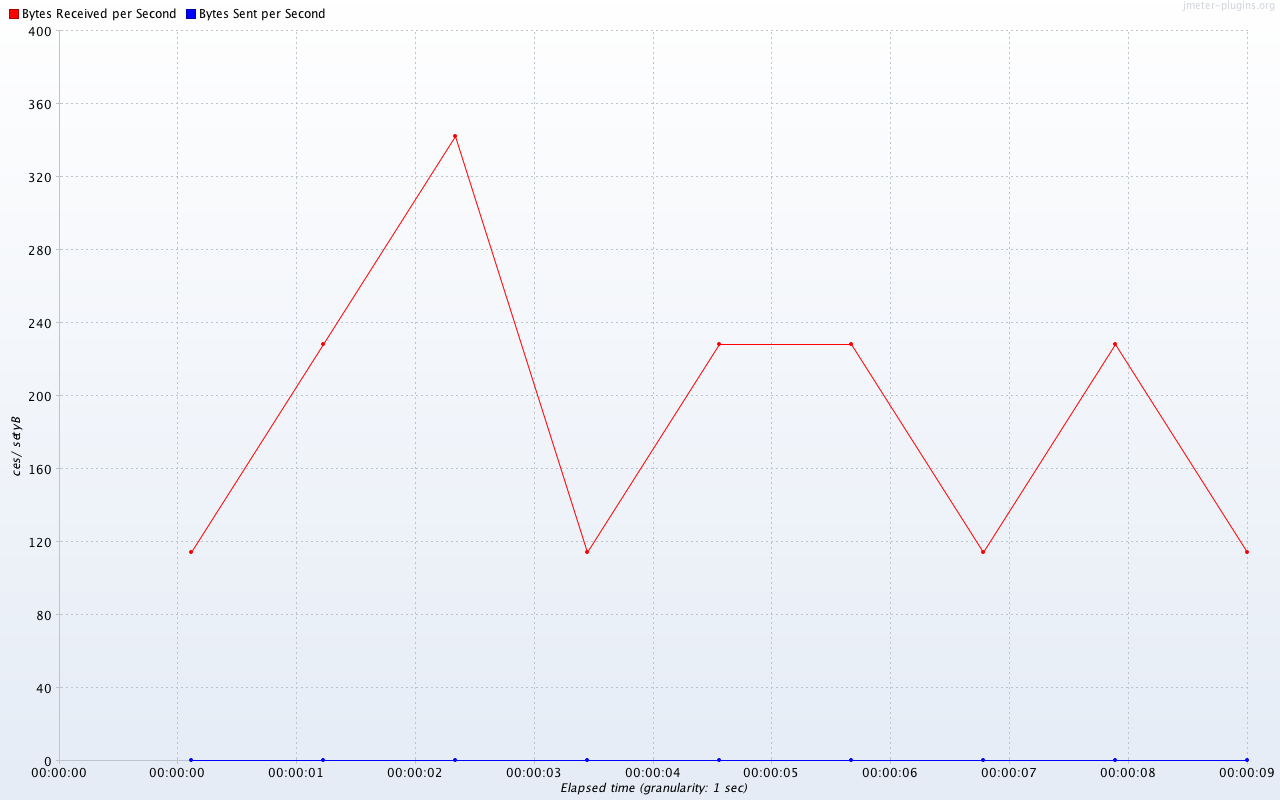 jmeter-plugins.org
Bytes Received per Second Bytes Sent per Second
400
360
320
280
240
200
160
120
80
40
0
00:00:00 00:00:00 00:00:01 00:00:02 00:00:03 00:00:04 00:00:05 00:00:06 00:00:07 00:00:08 00:00:09
Elapsed time (granularity: 1 sec)